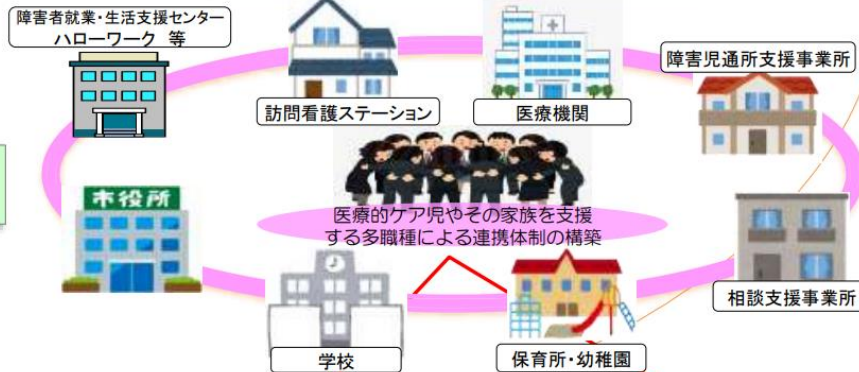 障害者就業・生活支援センター
ハローワーク 等
訪問看護ステーション
医療機関
障害児通所支援事業所
市役所
医療的ケア児やその家族を支援
する多職種による連携体制の構築
相談支援事業所
学校
保育所・幼稚園